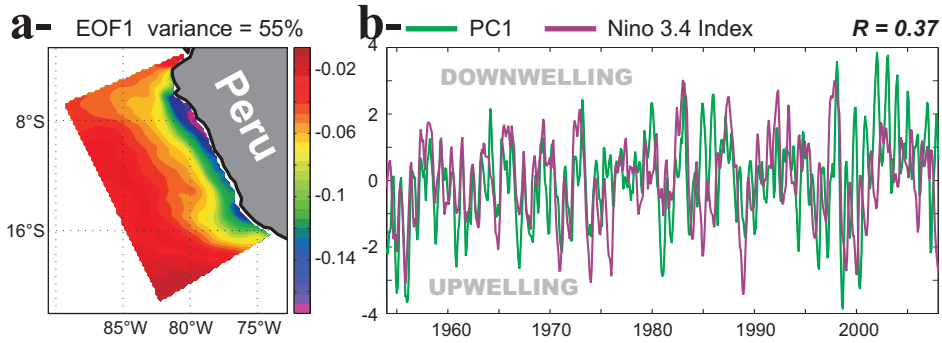 a- EOF1 variance = 55%
Peru
8°S
16°S
85°W 80°W 75°W
-0.02
-0.06
-0.1
-0.14
b- PC1 Nino 3.4 Index R = 0.37
DOWNWELLING
UPWELLING
4
2
0
-2
-4
1960 1970 1980 1990 2000